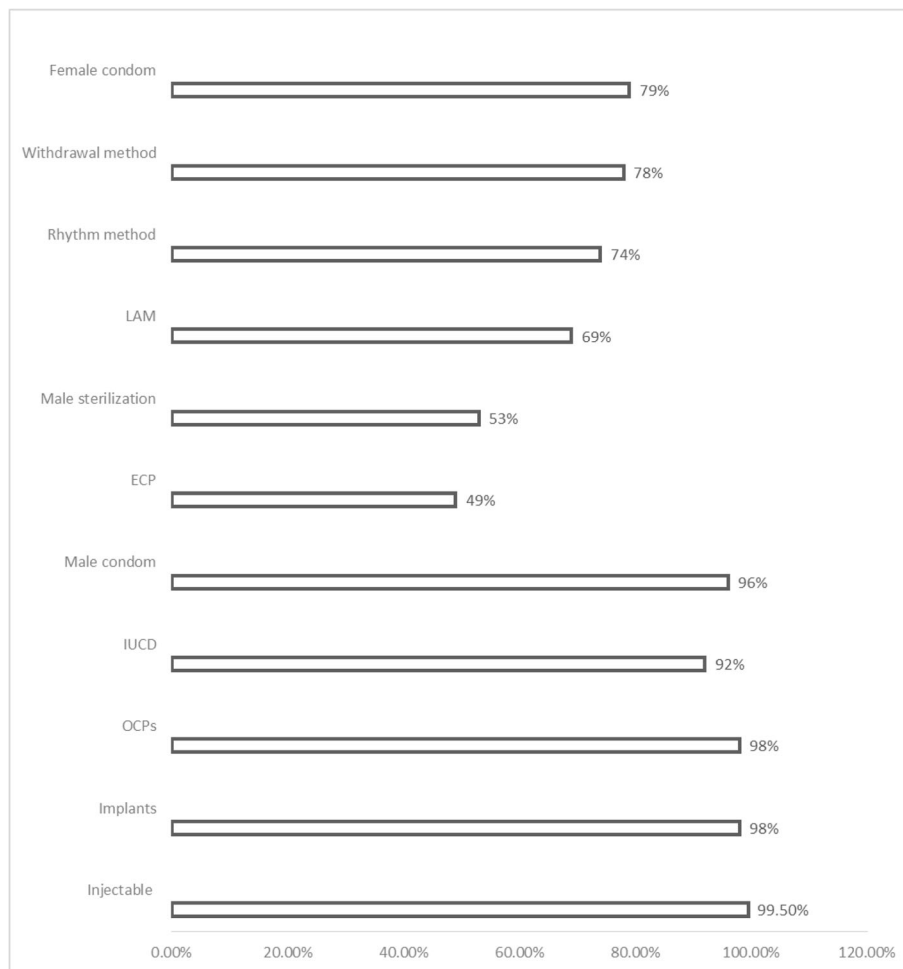 Female condom
79%
Withdrawal method
78%
Rhythm method
74%
LAM
69%
Male sterilization
53%
ECP
49%
Male condom
96%
IUCD
92%
OCPs
98%
Implants
98%
Injectable
99.50%
0.00% 20.00% 40.00% 60.00% 80.00% 100.00% 120.00%